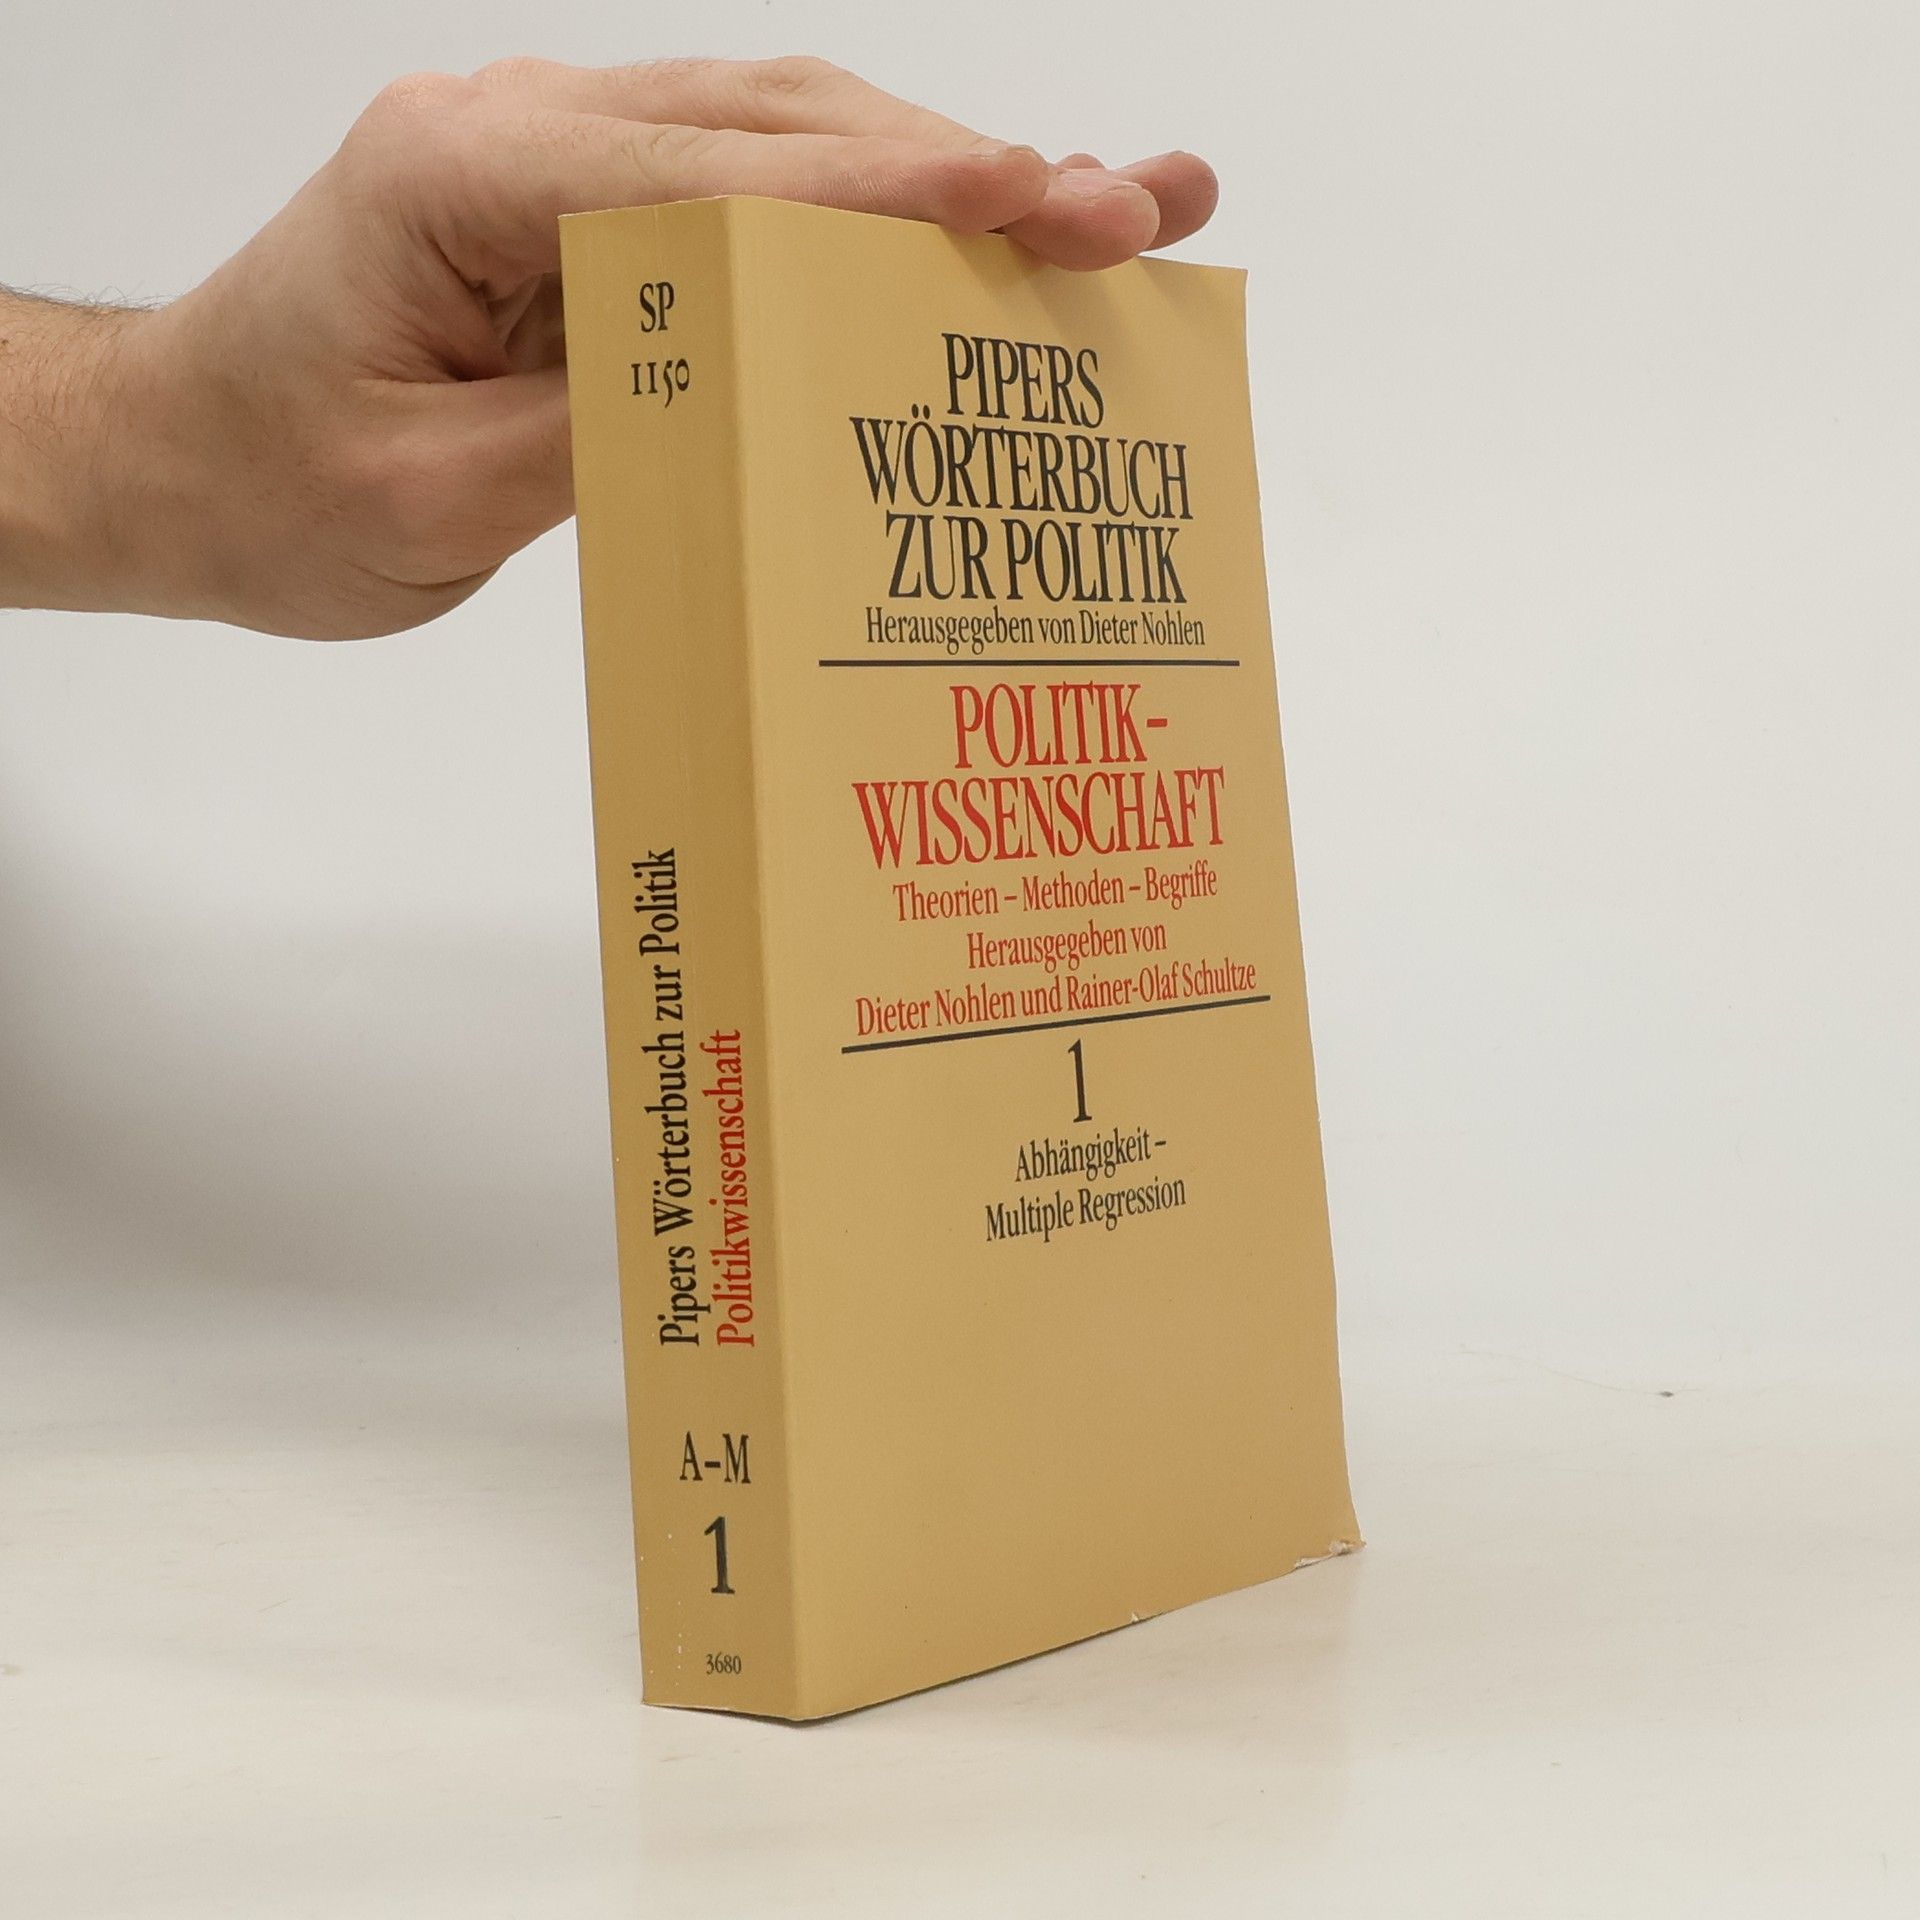 SP
1150
Pipers Wörterbuch zur Politik
Politikwissenschaft
A–M
1
3680
PIPERS
WÖRTERBUCH
ZUR POLITIK
Herausgegeben von Dieter Nohlen
POLITIK-
WISSENSCHAFT
Theorien – Methoden – Begriffe
Herausgegeben von
Dieter Nohlen und Rainer-Olaf Schultze
1
Abhängigkeit –
Multiple Regression